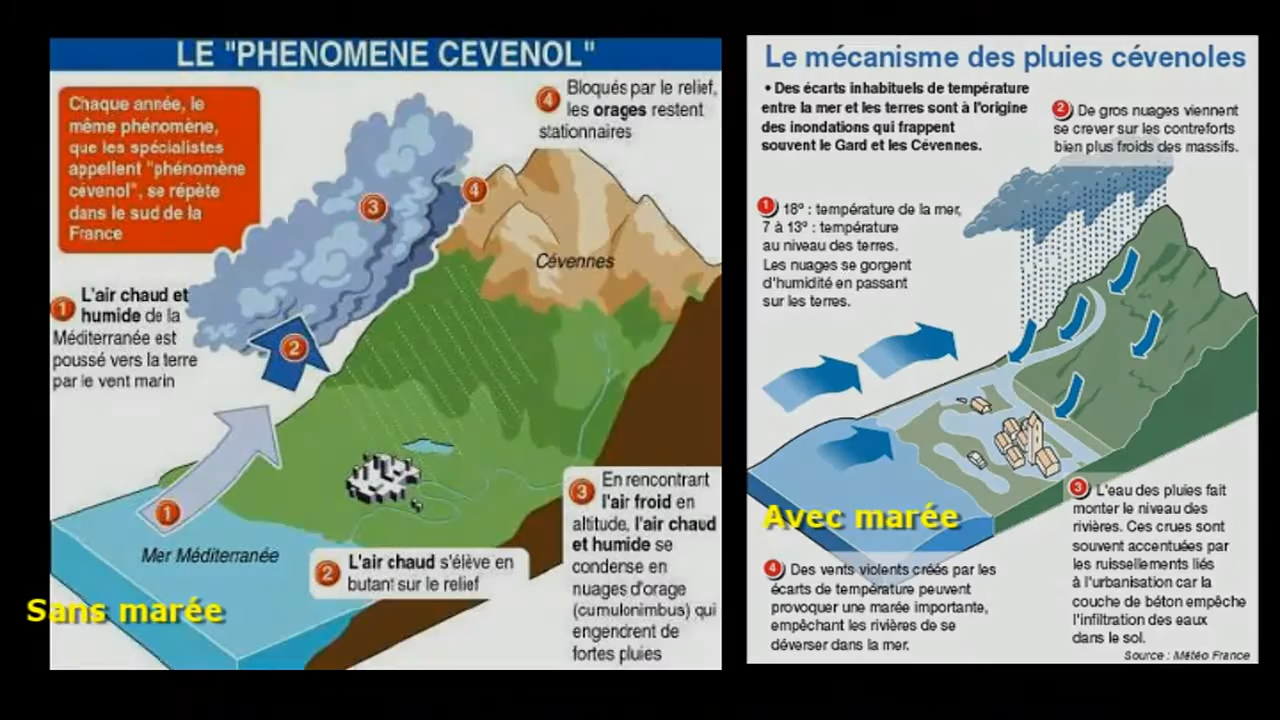 LE "PHENOMENE CEVENOL"
Chaque année, le
même phénomène,
que les spécialistes
appellent "phénomène
cévenol", se répète
dans le sud de la
France
4 Bloqués par le relief,
les orages restent
stationnaires
3
4
Cévennes
1 L'air chaud et
humide de la
Méditerranée est
poussé vers la terre
par le vent marin
2
1
Mer Méditerranée
2 L'air chaud s'élève en
butant sur le relief
3 En rencontrant
l'air froid en
altitude, l'air chaud
et humide se
condense en
nuages d'orage
(cumulonimbus) qui
engendrent de
fortes pluies
Sans marée
Le mécanisme des pluies cévenoles
• Des écarts inhabituels de température
entre la mer et les terres sont à l'origine
des inondations qui frappent
souvent le Gard et les Cévennes.
2 De gros nuages viennent
se crever sur les contreforts
bien plus froids des massifs.
1 18° : température de la mer,
7 à 13° : température
au niveau des terres.
Les nuages se gorgent
d'humidité en passant
sur les terres.
Avec marée
4 Des vents violents créés par les
écarts de température peuvent
provoquer une marée importante,
empêchant les rivières de se
déverser dans la mer.
3 L'eau des pluies fait
monter le niveau des
rivières. Ces crues sont
souvent accentuées par
les ruissellements liés
à l'urbanisation car la
couche de béton empêche
l'infiltration des eaux
dans le sol.
Source : Météo France